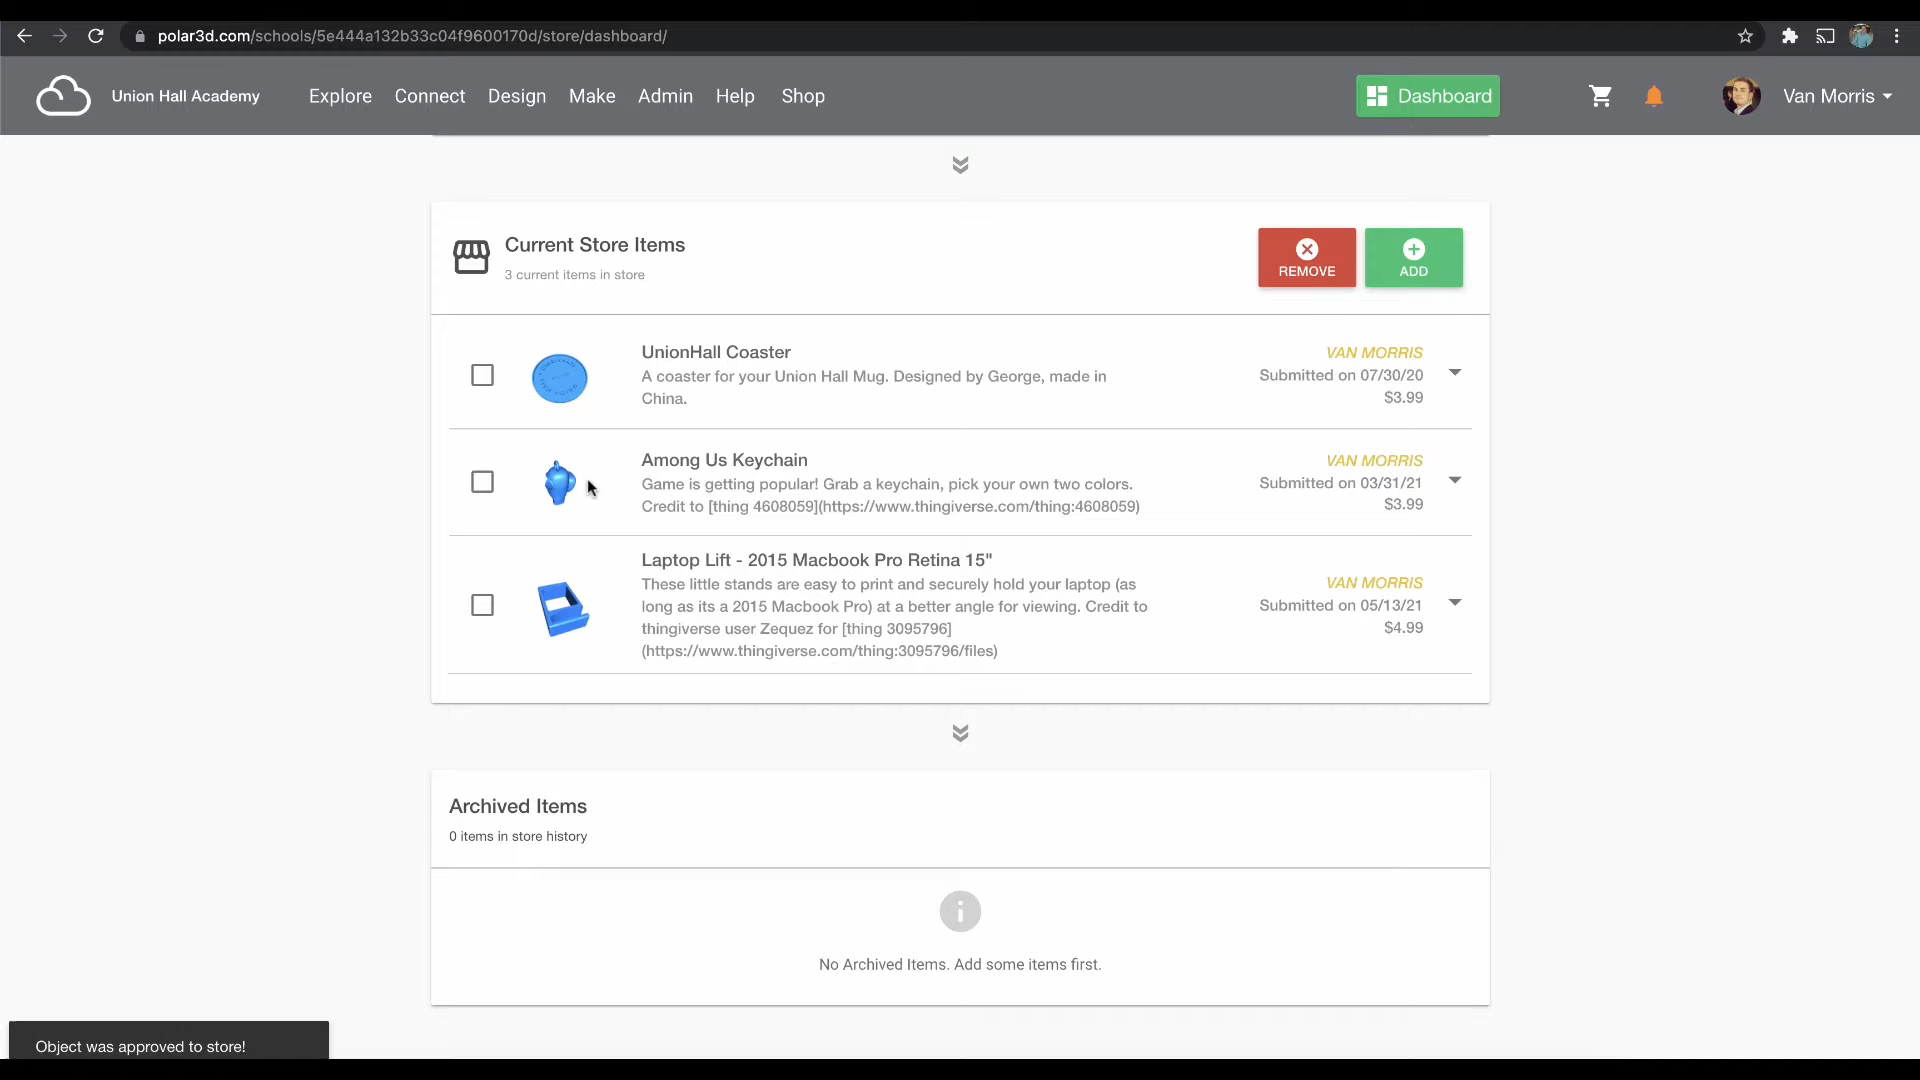 polar3d.com/schools/5e444a132b33c04f9600170d/store/dashboard/
Union Hall Academy Explore Connect Design Make Admin Help Shop Dashboard Van Morris
Current Store Items
3 current items in store
REMOVE ADD
UnionHall Coaster
A coaster for your Union Hall Mug. Designed by George, made in
China.
VAN MORRIS
Submitted on 07/30/20
$3.99
Among Us Keychain
Game is getting popular! Grab a keychain, pick your own two colors.
Credit to [thing 4608059](https://www.thingiverse.com/thing:4608059)
VAN MORRIS
Submitted on 03/31/21
$3.99
Laptop Lift - 2015 Macbook Pro Retina 15"
These little stands are easy to print and securely hold your laptop (as
long as its a 2015 Macbook Pro) at a better angle for viewing. Credit to
thingiverse user Zequez for [thing 3095796]
(https://www.thingiverse.com/thing:3095796/files)
VAN MORRIS
Submitted on 05/13/21
$4.99
Archived Items
0 items in store history
No Archived Items. Add some items first.
Object was approved to store!